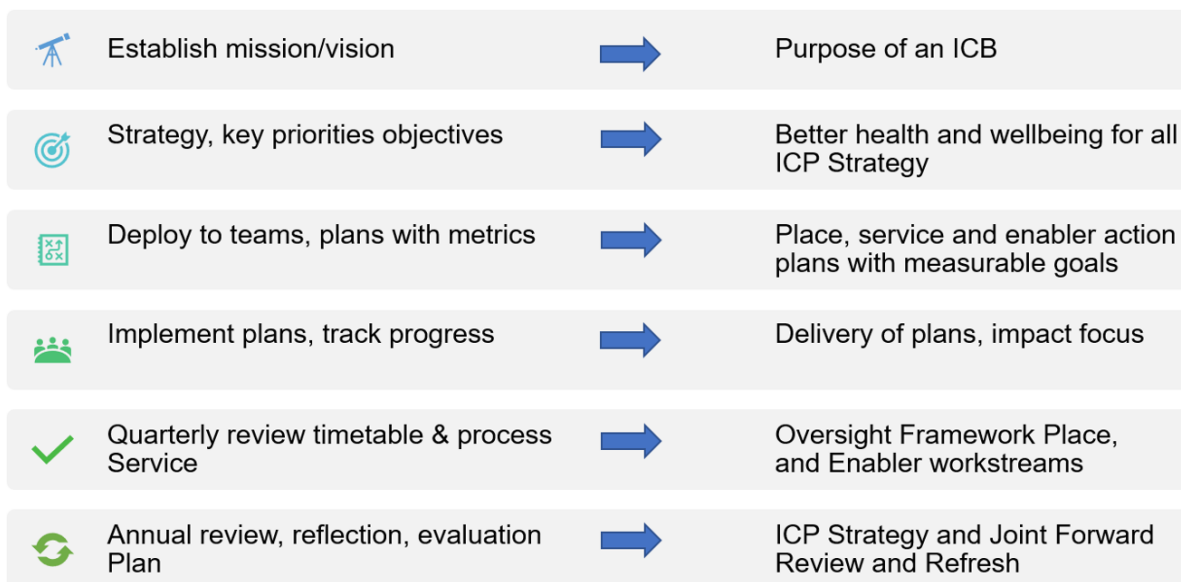 Establish mission/vision
Purpose of an ICB
Strategy, key priorities objectives
Better health and wellbeing for all
ICP Strategy
Deploy to teams, plans with metrics
Place, service and enabler action
plans with measurable goals
Implement plans, track progress
Delivery of plans, impact focus
Quarterly review timetable & process
Service
Oversight Framework Place,
and Enabler workstreams
Annual review, reflection, evaluation
Plan
ICP Strategy and Joint Forward
Review and Refresh